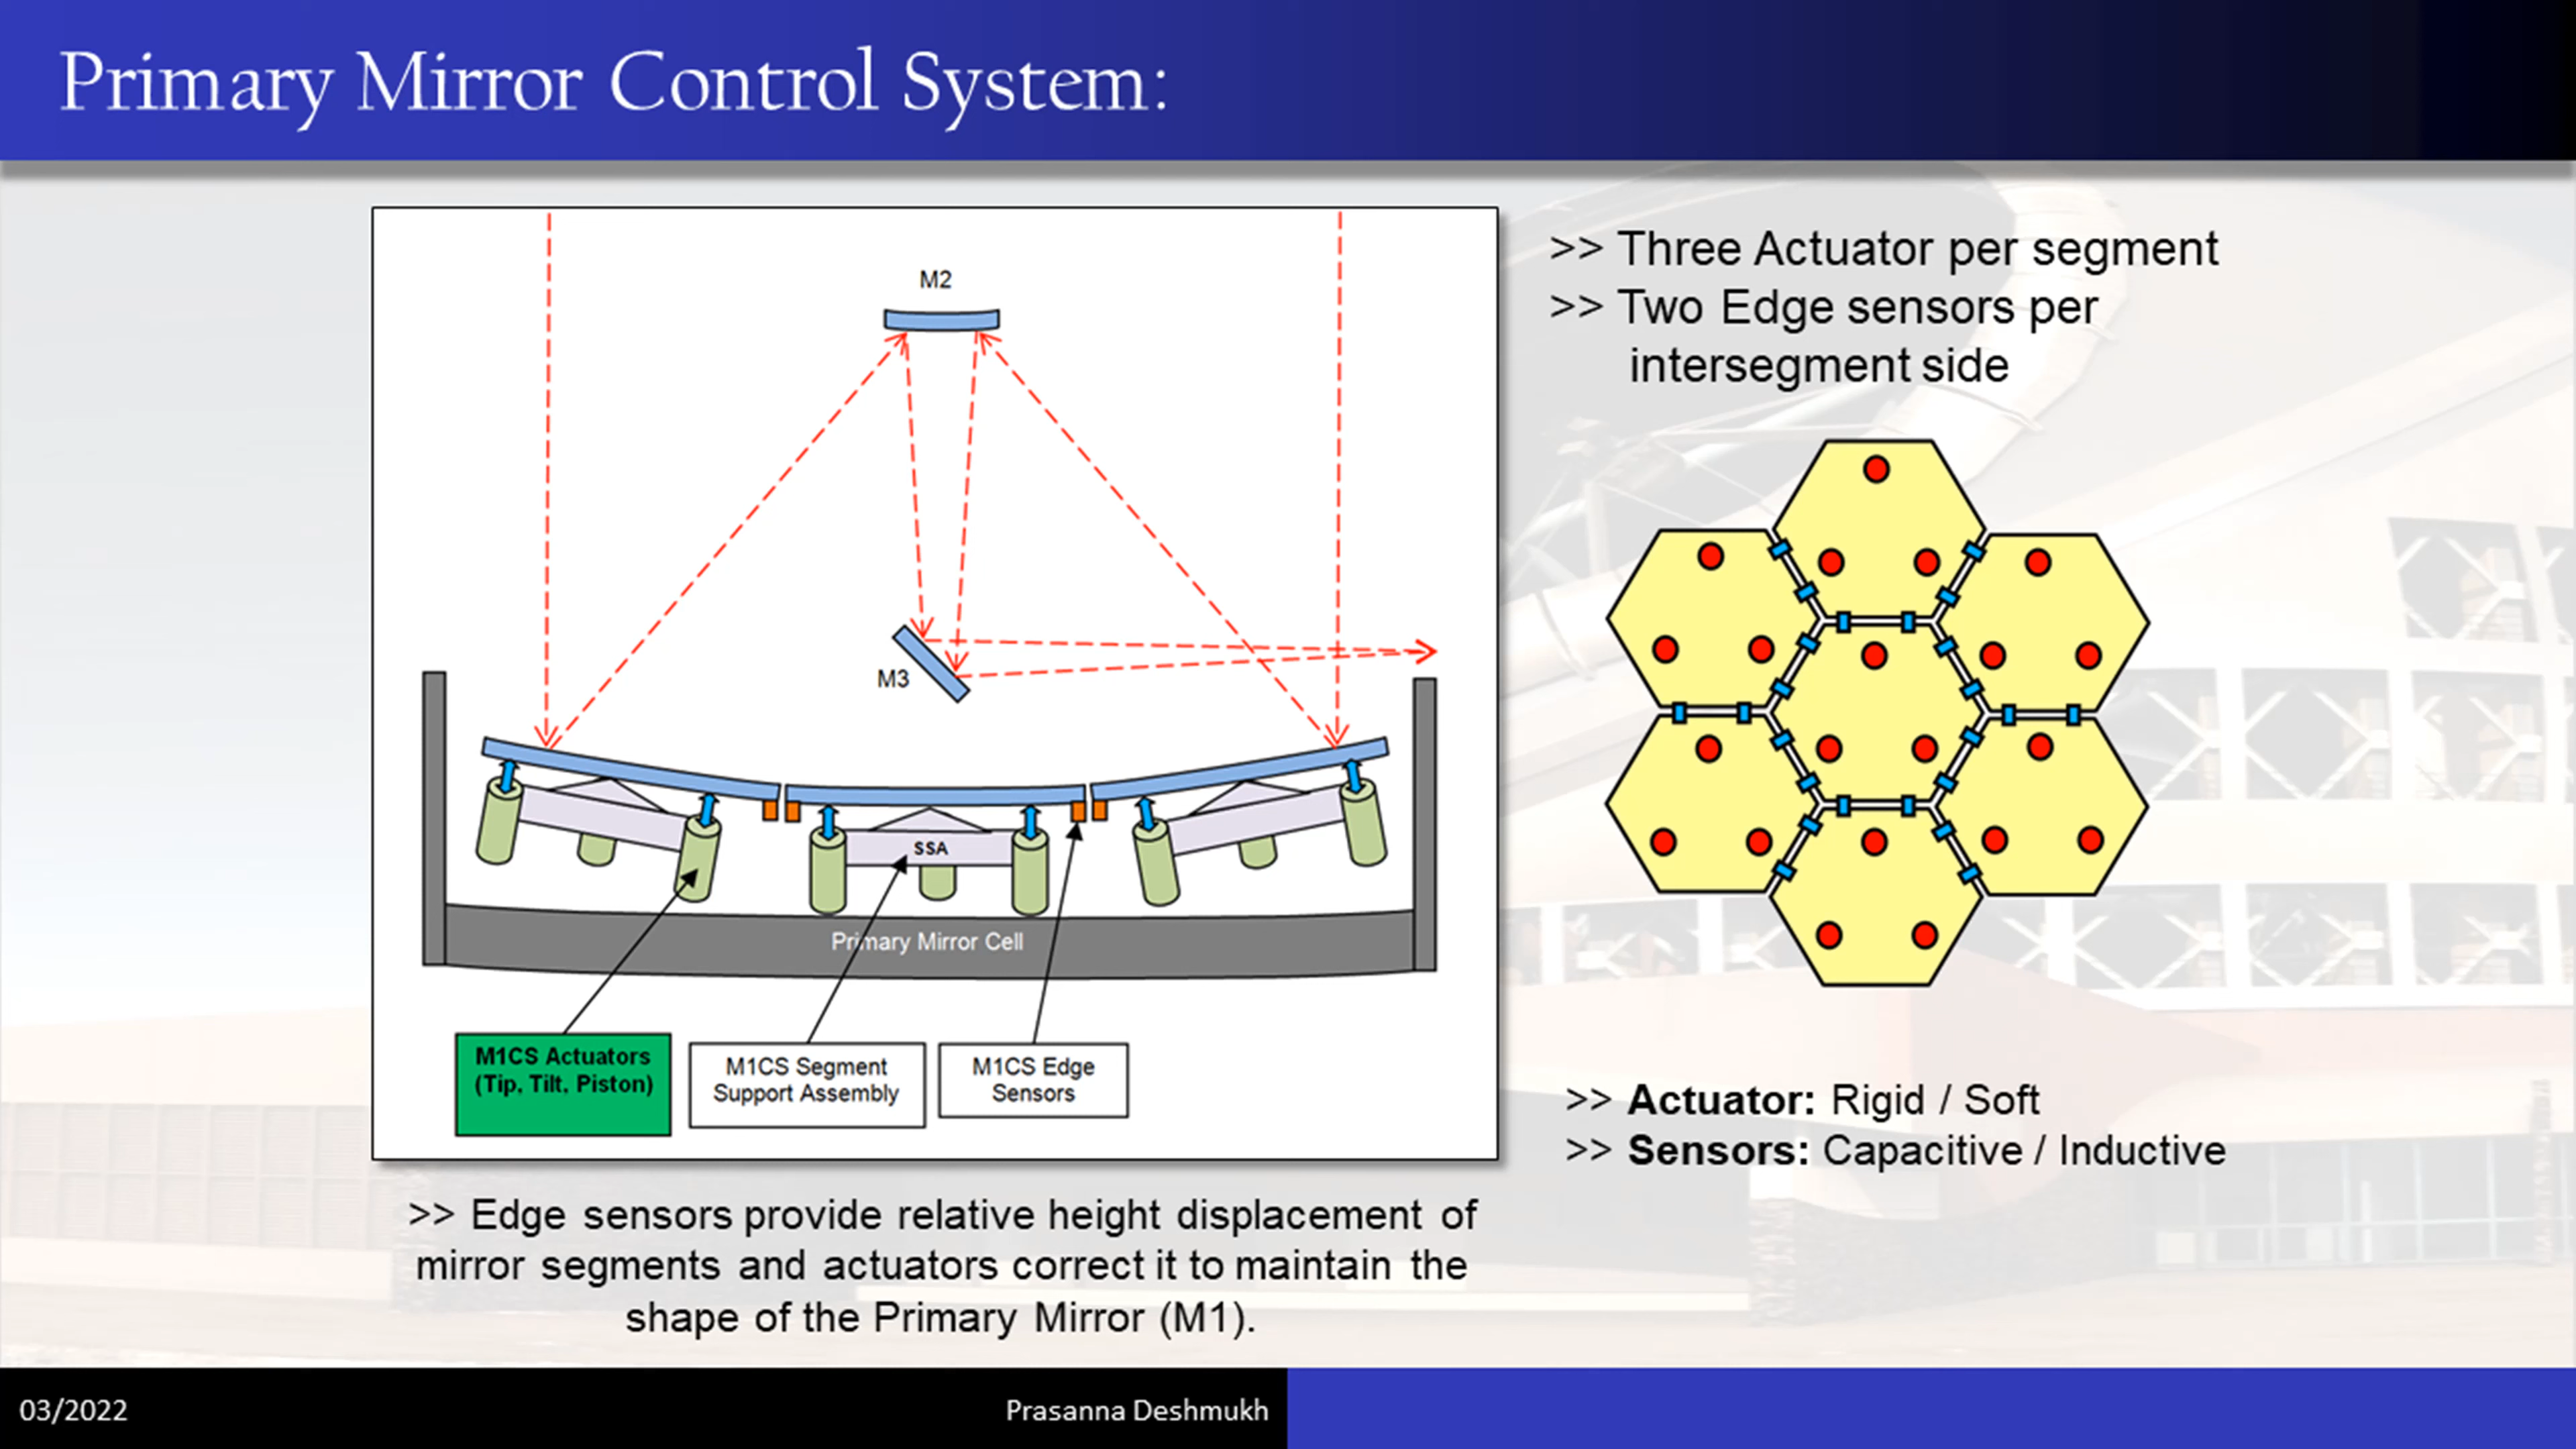 Primary Mirror Control System:
M2
M3
SSA
Primary Mirror Cell
M1CS Actuators
(Tip, Tilt, Piston)
M1CS Segment
Support Assembly
M1CS Edge
Sensors
>> Edge sensors provide relative height displacement of
mirror segments and actuators correct it to maintain the
shape of the Primary Mirror (M1).
>> Three Actuator per segment
>> Two Edge sensors per
intersegment side
>> Actuator: Rigid / Soft
>> Sensors: Capacitive / Inductive
03/2022
Prasanna Deshmukh